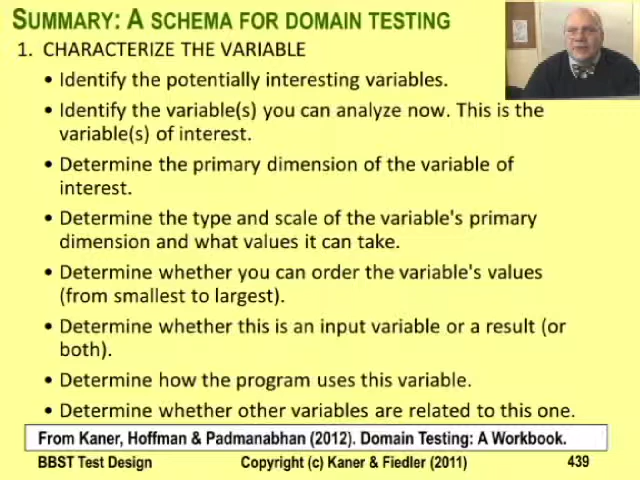 SUMMARY: A SCHEMA FOR DOMAIN TESTING
1. CHARACTERIZE THE VARIABLE
• Identify the potentially interesting variables.
• Identify the variable(s) you can analyze now. This is the
variable(s) of interest.
• Determine the primary dimension of the variable of
interest.
• Determine the type and scale of the variable's primary
dimension and what values it can take.
• Determine whether you can order the variable's values
(from smallest to largest).
• Determine whether this is an input variable or a result (or
both).
• Determine how the program uses this variable.
• Determine whether other variables are related to this one.
From Kaner, Hoffman & Padmanabhan (2012). Domain Testing: A Workbook.
BBST Test Design Copyright (c) Kaner & Fiedler (2011) 439